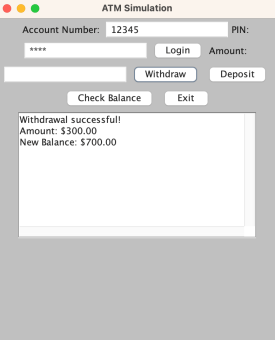 ATM Simulation
Account Number: 12345 PIN:
**** Login Amount:
Withdraw Deposit
Check Balance Exit
Withdrawal successful!
Amount: $300.00
New Balance: $700.00